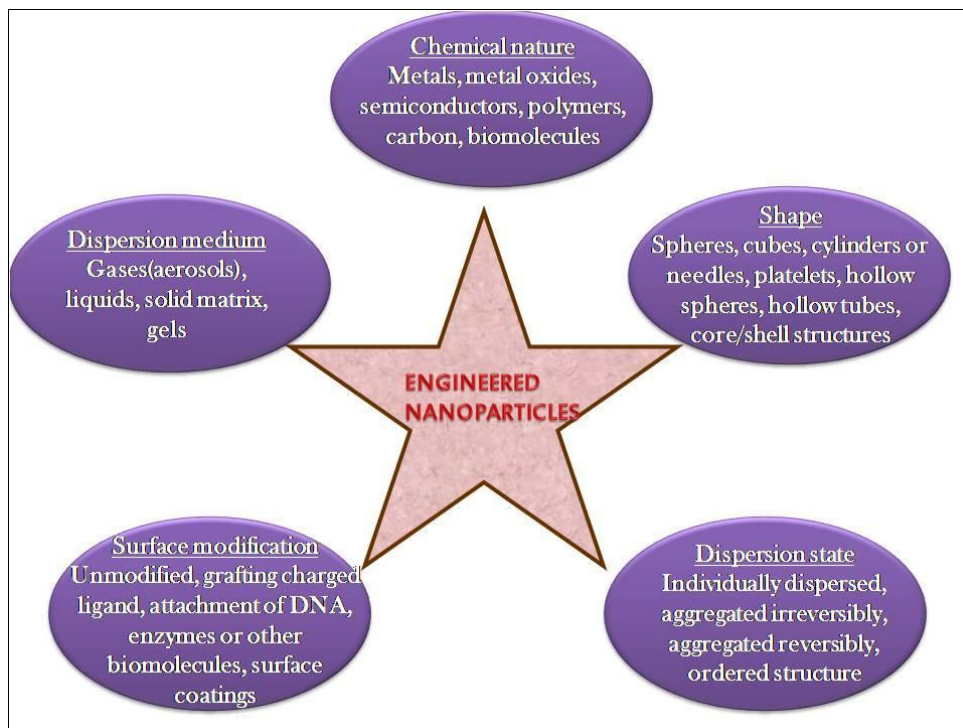 Chemical nature
Metals, metal oxides,
semiconductors, polymers,
carbon, biomolecules
Dispersion medium
Gases(aerosols),
liquids, solid matrix,
gels
Shape
Spheres, cubes, cylinders or
needles, platelets, hollow
spheres, hollow tubes,
core/shell structures
ENGINEERED
NANOPARTICLES
Surface modification
Unmodified, grafting charged
ligand, attachment of DNA,
enzymes or other
biomolecules, surface
coatings
Dispersion state
Individually dispersed,
aggregated irreversibly,
aggregated reversibly,
ordered structure